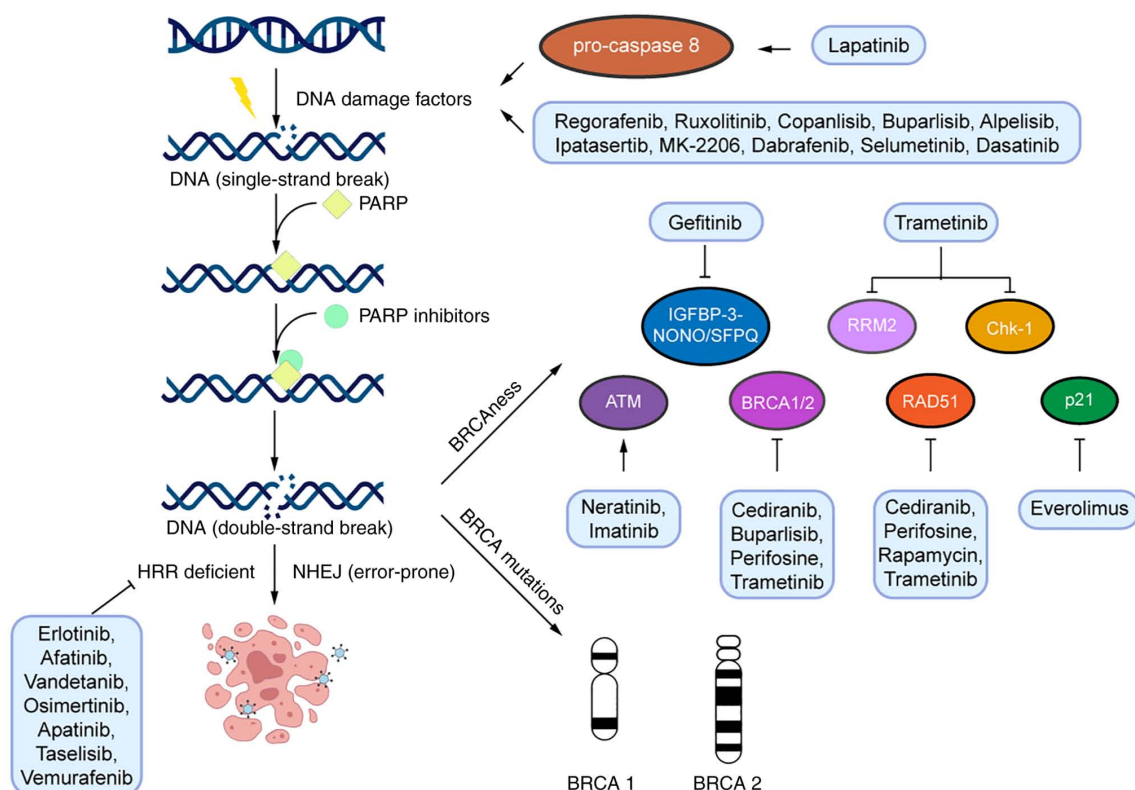 pro-caspase 8
Lapatinib
DNA damage factors
Regorafenib, Ruxolitinib, Copanlisib, Buparlisib, Alpelisib,
Ipatasertib, MK-2206, Dabrafenib, Selumetinib, Dasatinib
DNA (single-strand break)
PARP
Gefitinib
Trametinib
PARP inhibitors
IGFBP-3-
NONO/SFPQ
RRM2
Chk-1
BRCAness
ATM
BRCA1/2
RAD51
p21
DNA (double-strand break)
Neratinib,
Imatinib
Cediranib,
Buparlisib,
Perifosine,
Trametinib
Cediranib,
Perifosine,
Rapamycin,
Trametinib
Everolimus
BRCA mutations
HRR deficient
NHEJ (error-prone)
Erlotinib,
Afatinib,
Vandetanib,
Osimertinib,
Apatinib,
Taselisib,
Vemurafenib
BRCA 1
BRCA 2